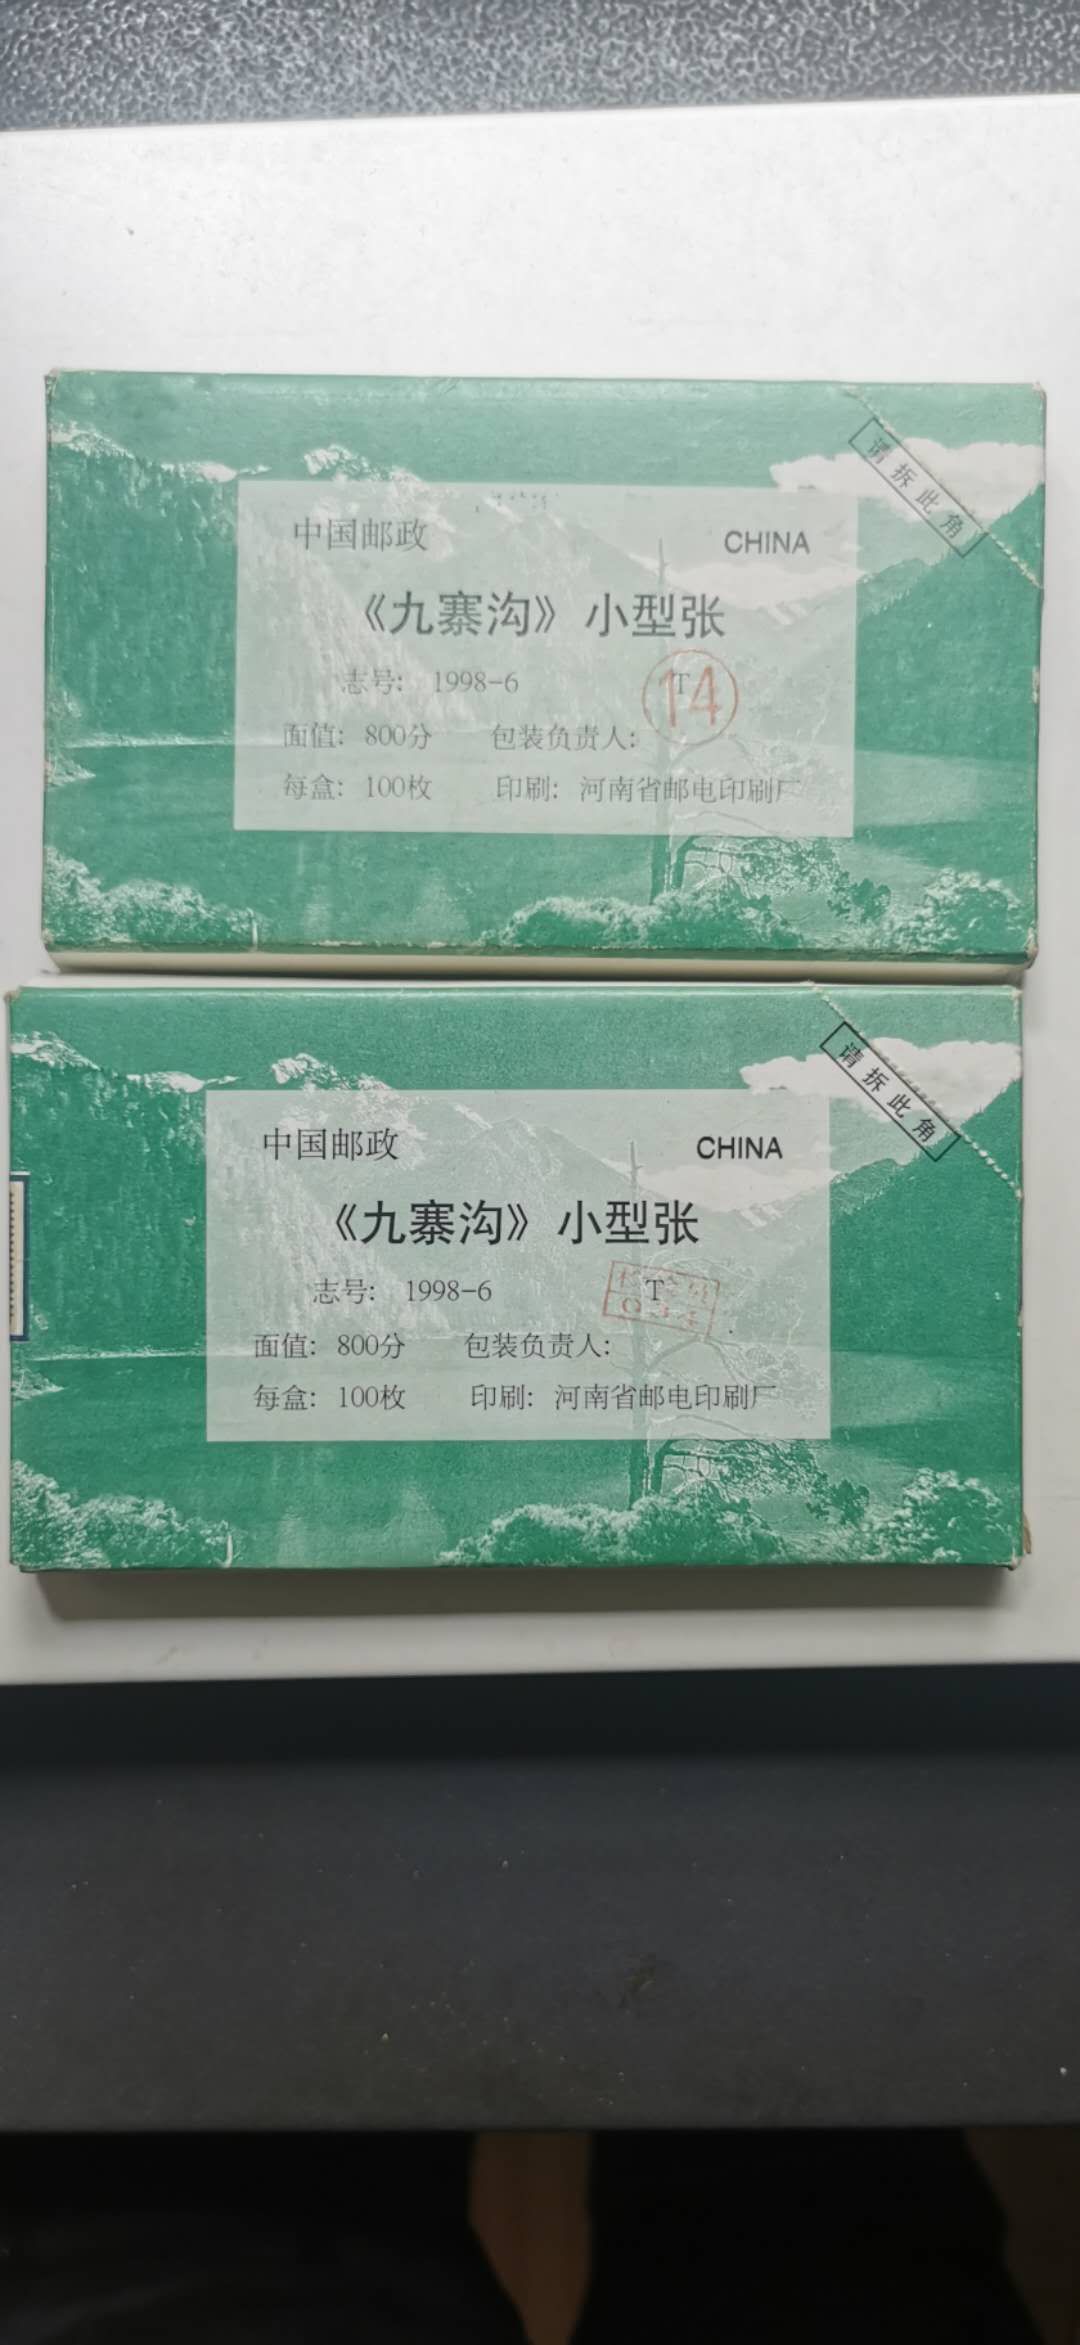 请拆此角
中国邮政 CHINA
《九寨沟》小型张
志号: 1998-6 T
14
面值: 800分 包装负责人:
每盒: 100枚 印刷: 河南省邮电印刷厂
请拆此角
中国邮政 CHINA
《九寨沟》小型张
志号: 1998-6 T
面值: 800分 包装负责人:
每盒: 100枚 印刷: 河南省邮电印刷厂